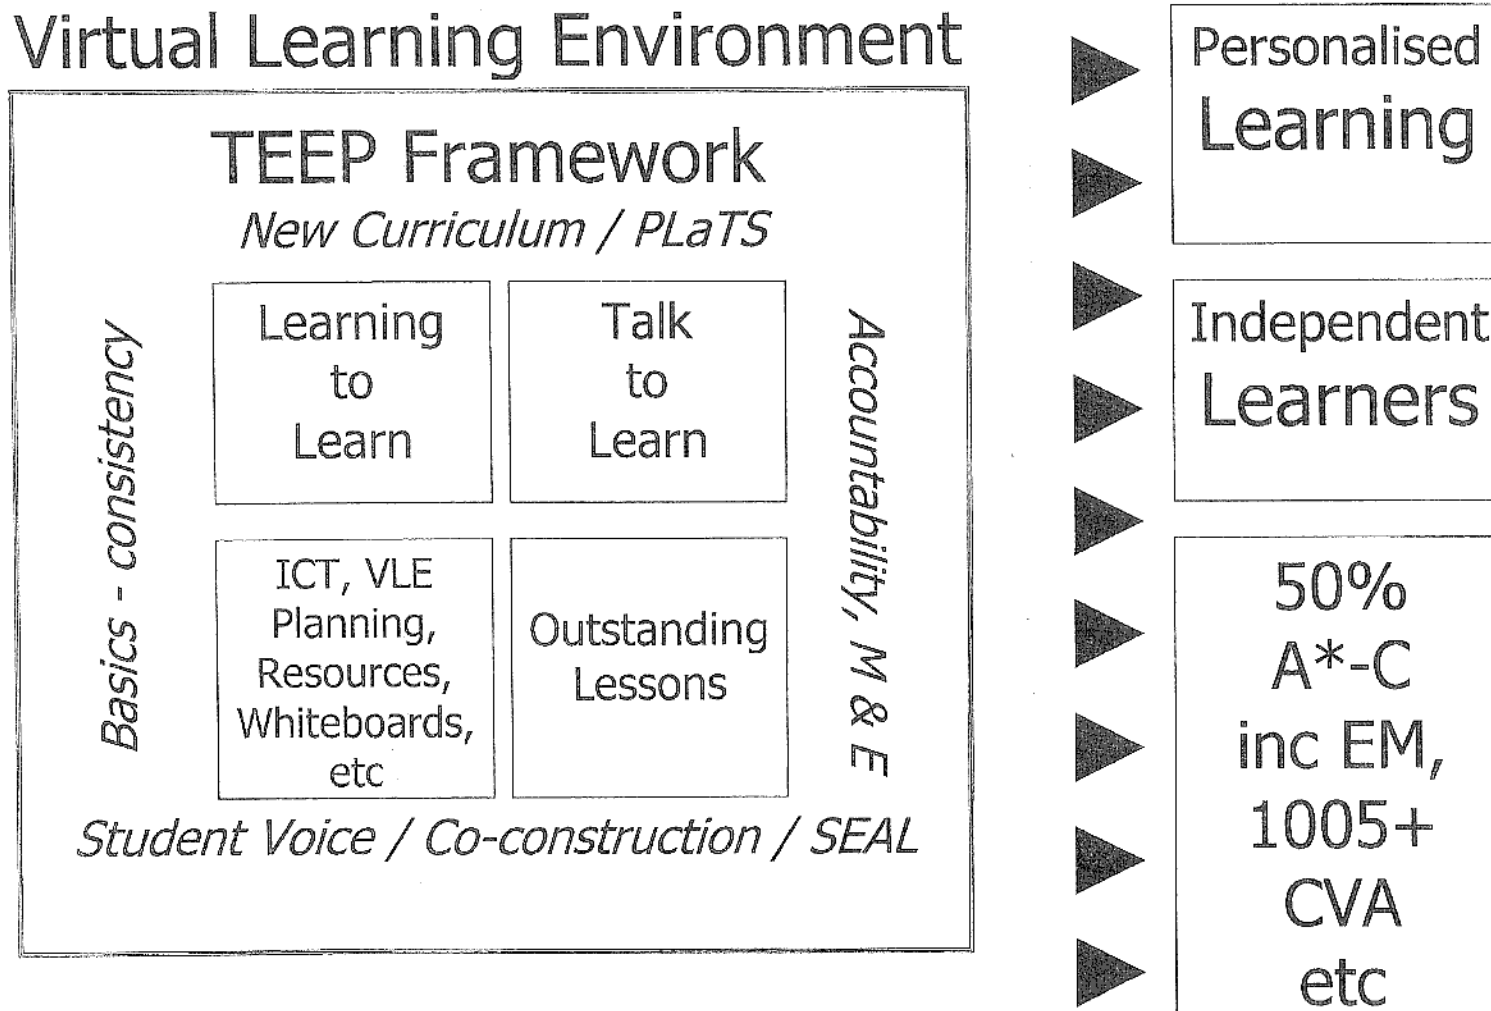 Virtual Learning Environment
TEEP Framework
New Curriculum / PLaTS
Basics - consistency
Learning
to
Learn
Talk
to
Learn
ICT, VLE
Planning,
Resources,
Whiteboards,
etc
Outstanding
Lessons
Accountability, M & E
Student Voice / Co-construction / SEAL
Personalised
Learning
Independent
Learners
50%
A*-C
inc EM,
1005+
CVA
etc